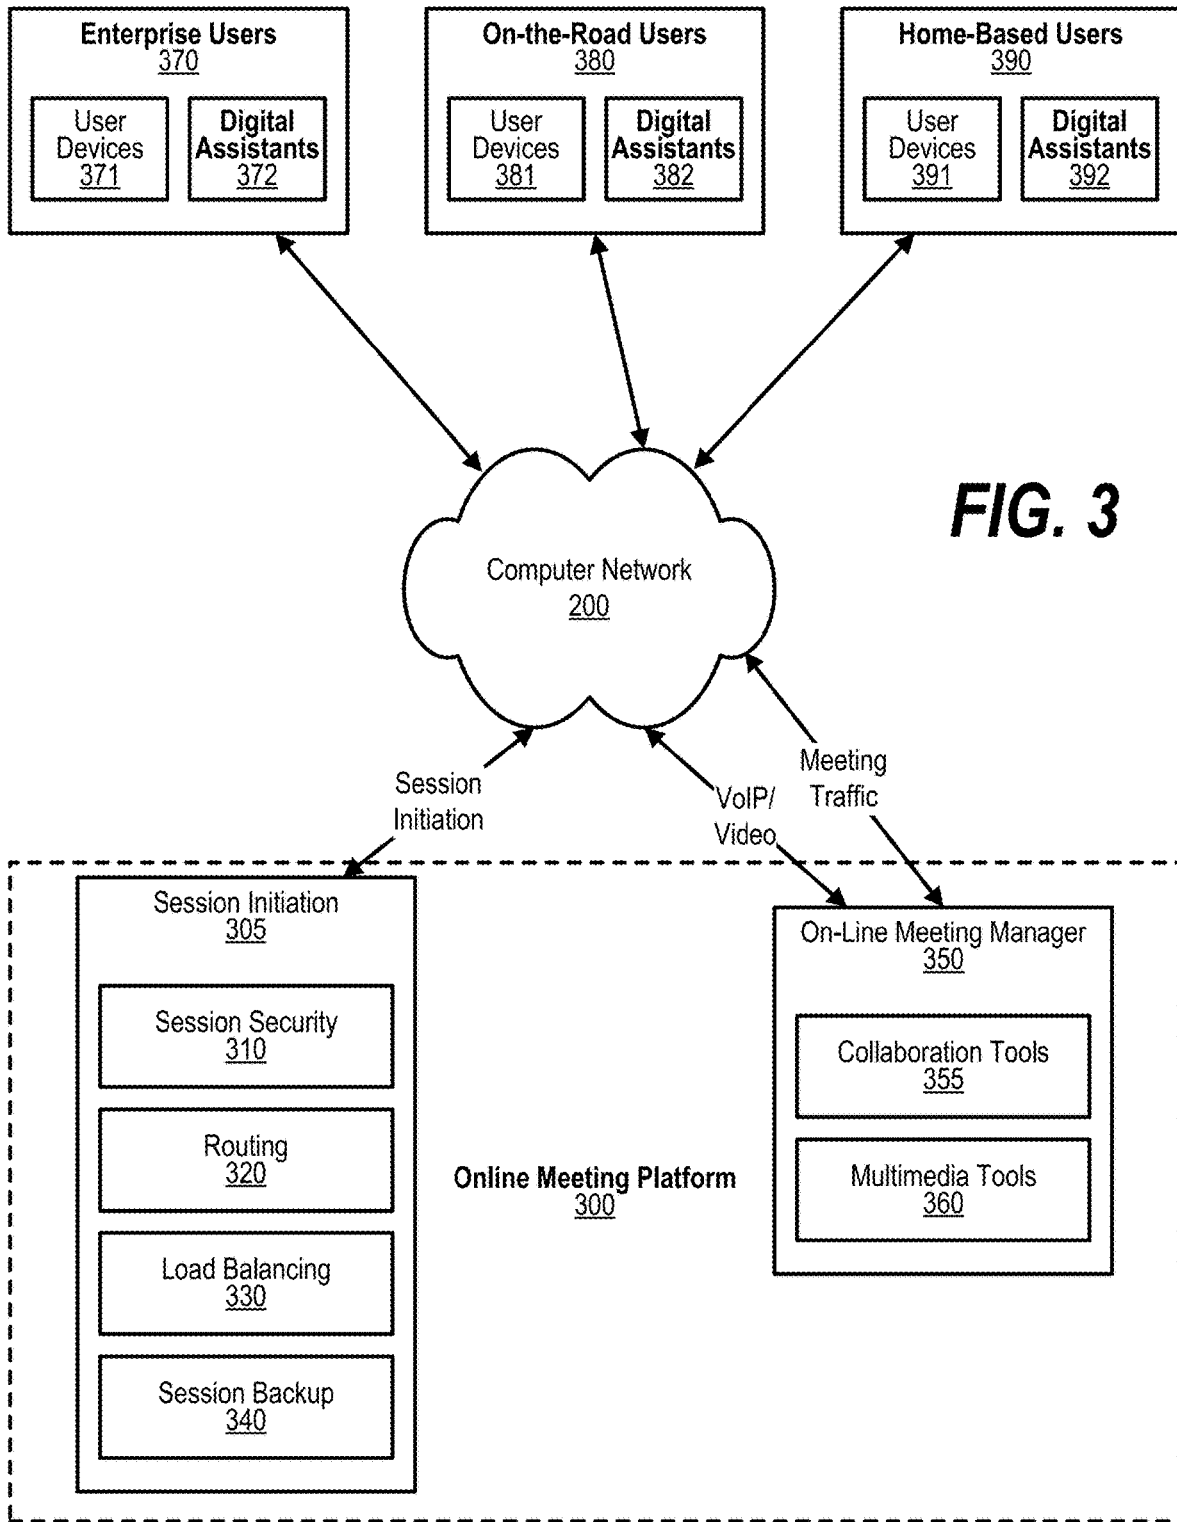 Enterprise Users
370
User
Devices
371
Digital
Assistants
372
On-the-Road Users
380
User
Devices
381
Digital
Assistants
382
Home-Based Users
390
User
Devices
391
Digital
Assistants
392
FIG. 3
Computer Network
200
Session
Initiation
VoIP/
Video
Meeting
Traffic
Session Initiation
305
Session Security
310
Routing
320
Load Balancing
330
Session Backup
340
Online Meeting Platform
300
On-Line Meeting Manager
350
Collaboration Tools
355
Multimedia Tools
360